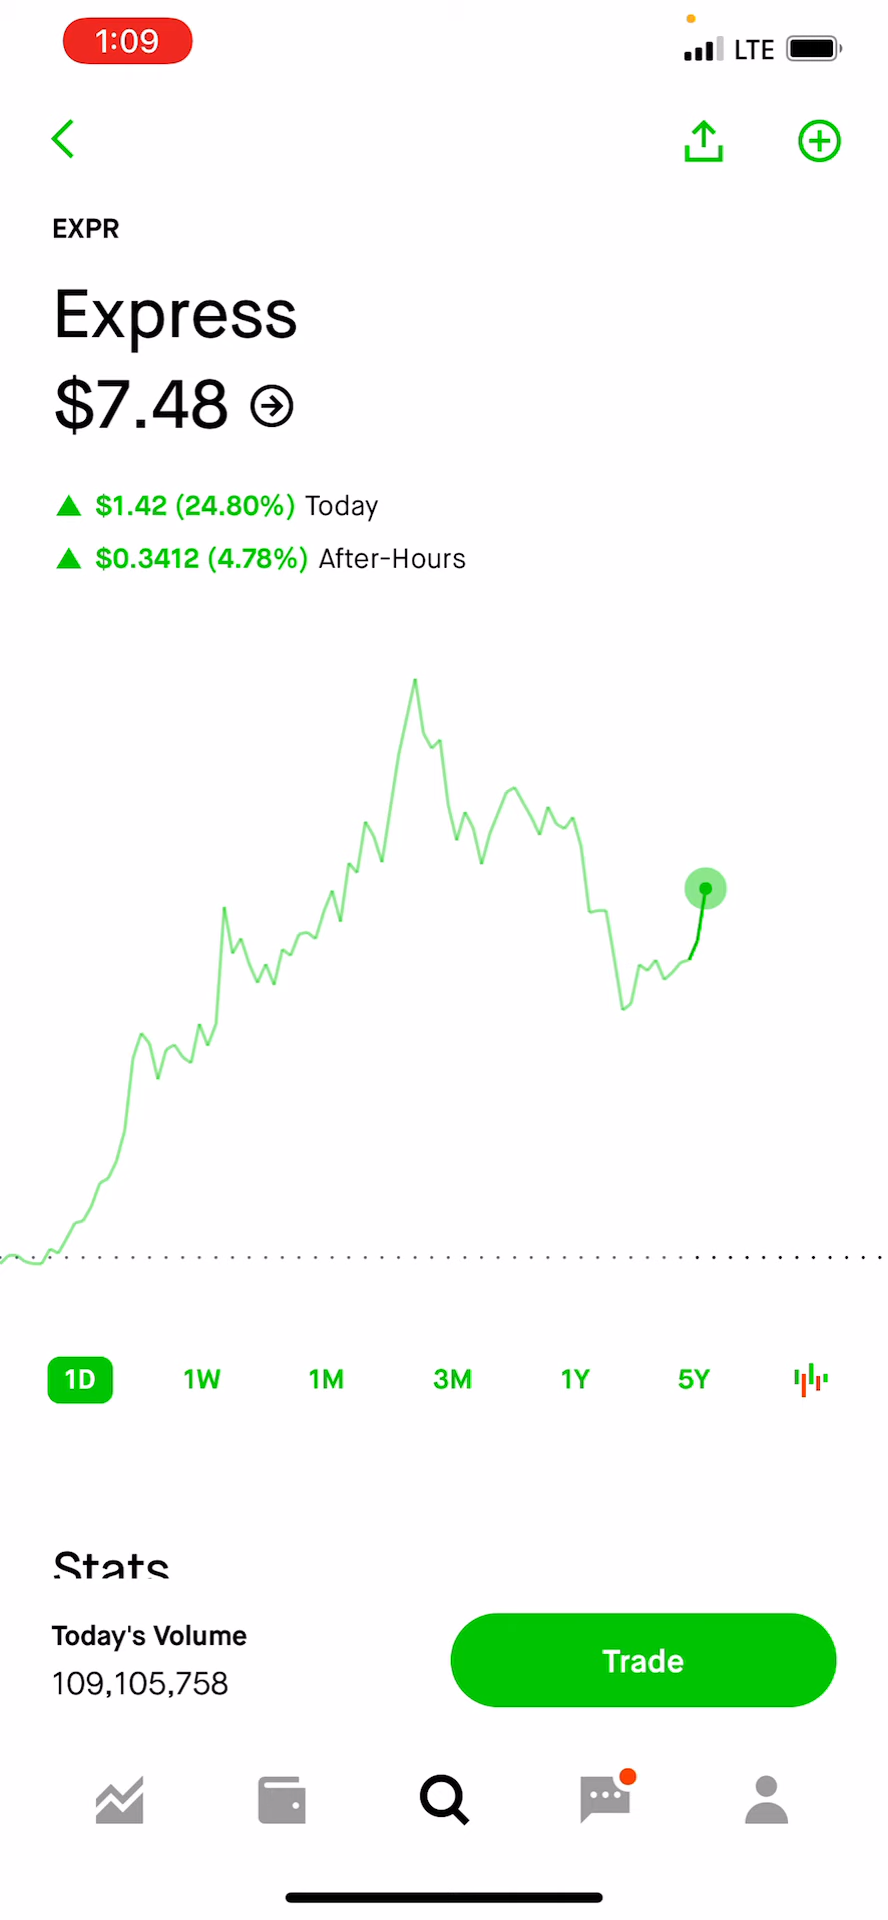 1:09
LTE
EXPR
Express
$7.48
$1.42 (24.80%) Today
$0.3412 (4.78%) After-Hours
1D 1W 1M 3M 1Y 5Y
Stats
Today's Volume
109,105,758
Trade